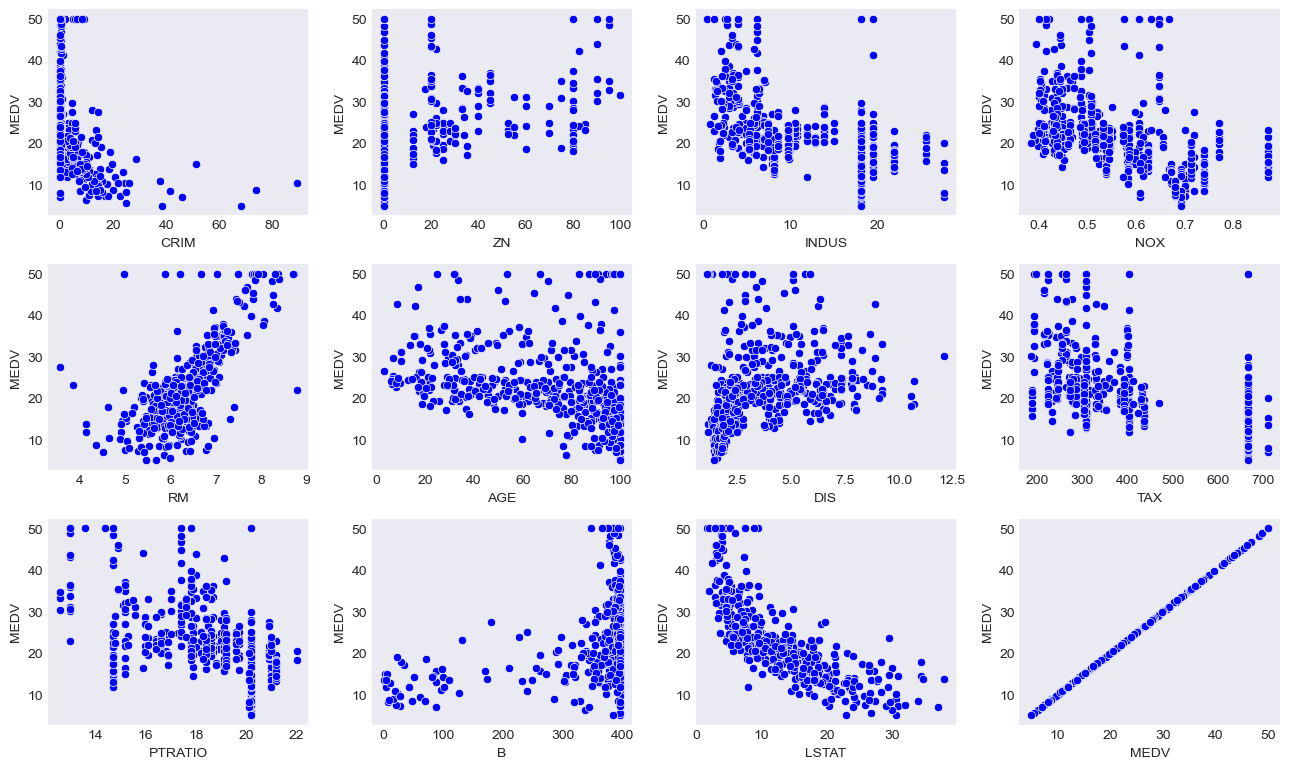 50
40
30
20
10
MEDV
0 20 40 60 80
CRIM
50
40
30
20
10
MEDV
0 20 40 60 80 100
ZN
50
40
30
20
10
MEDV
0 10 20
INDUS
50
40
30
20
10
MEDV
0.4 0.5 0.6 0.7 0.8
NOX
50
40
30
20
10
MEDV
4 5 6 7 8 9
RM
50
40
30
20
10
MEDV
0 20 40 60 80 100
AGE
50
40
30
20
10
MEDV
2.5 5.0 7.5 10.0 12.5
DIS
50
40
30
20
10
MEDV
200 300 400 500 600 700
TAX
50
40
30
20
10
MEDV
14 16 18 20 22
PTRATIO
50
40
30
20
10
MEDV
0 100 200 300 400
B
50
40
30
20
10
MEDV
0 10 20 30
LSTAT
50
40
30
20
10
MEDV
10 20 30 40 50
MEDV